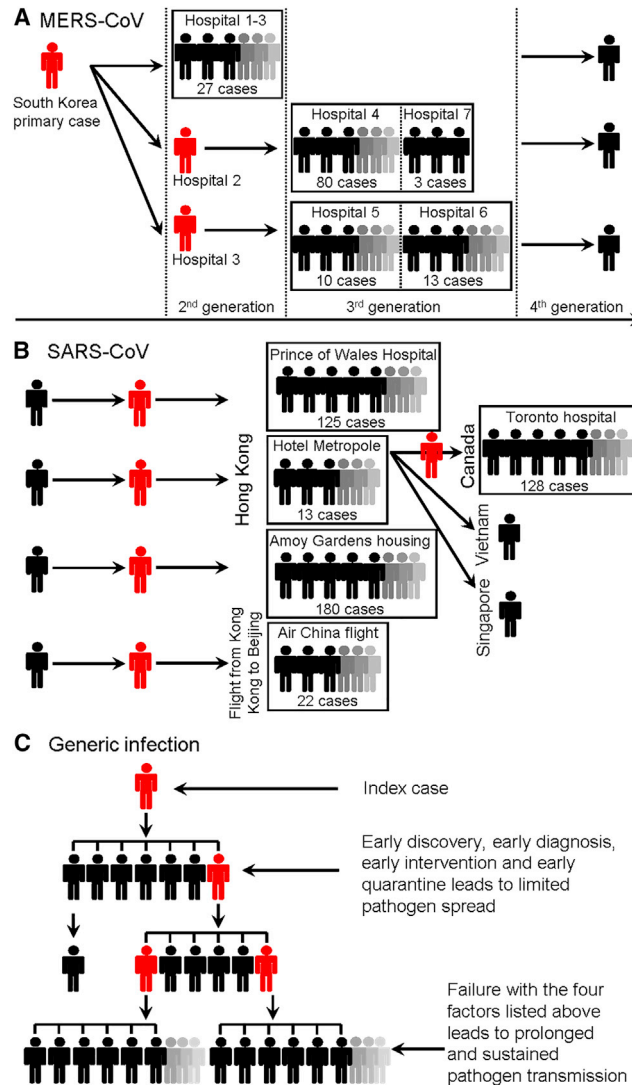 A MERS-CoV
South Korea
primary case
Hospital 1-3
27 cases
Hospital 2
Hospital 4
80 cases
Hospital 7
3 cases
Hospital 3
Hospital 5
10 cases
Hospital 6
13 cases
2nd generation
3rd generation
4th generation
B SARS-CoV
Hong Kong
Prince of Wales Hospital
125 cases
Hotel Metropole
13 cases
Canada
Toronto hospital
128 cases
Vietnam
Singapore
Amoy Gardens housing
180 cases
Flight from Kong
Kong to Beijing
Air China flight
22 cases
C Generic infection
Index case
Early discovery, early diagnosis,
early intervention and early
quarantine leads to limited
pathogen spread
Failure with the four
factors listed above
leads to prolonged
and sustained
pathogen transmission